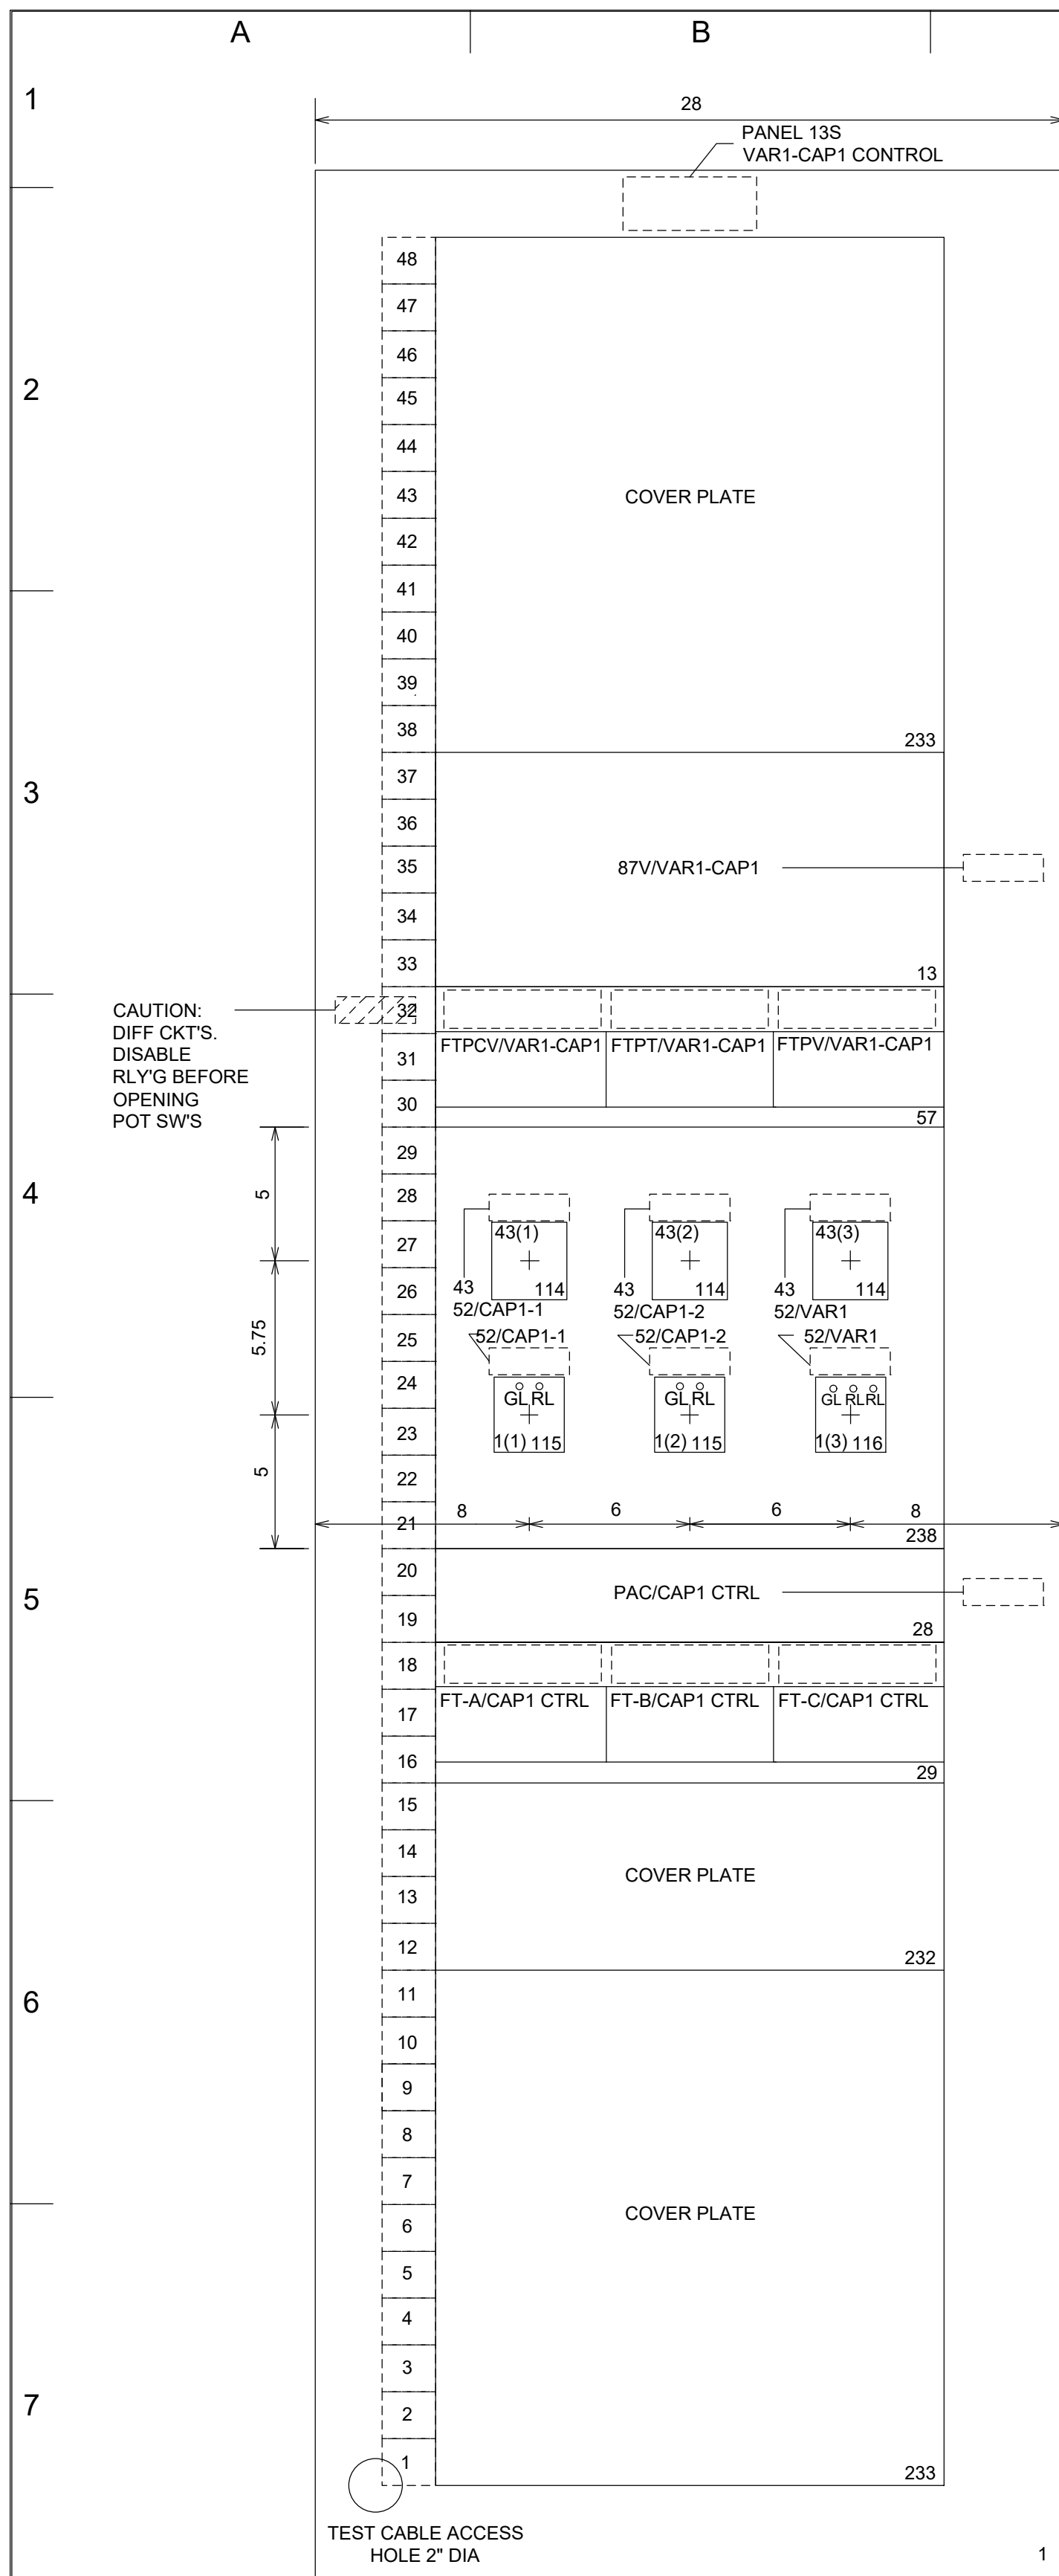 A
B
1
28
PANEL 13S
VAR1-CAP1 CONTROL
48
47
46
2
45
44
43
COVER PLATE
42
41
40
39
38
233
37
3
36
35
87V/VAR1-CAP1
34
33
13
CAUTION:
DIFF CKT'S.
DISABLE
RLY'G BEFORE
OPENING
POT SW'S
32
31
FTPCV/VAR1-CAP1
FTPT/VAR1-CAP1
FTPV/VAR1-CAP1
30
57
29
4
5
28
27
43(1)
43(2)
43(3)
26
43
114
43
114
43
114
52/CAP1-1
52/CAP1-2
52/VAR1
5.75
25
52/CAP1-1
52/CAP1-2
52/VAR1
24
GL RL
GL RL
GL RL RL
23
1(1) 115
1(2) 115
1(3) 116
5
22
21
8
6
6
8
238
20
5
PAC/CAP1 CTRL
19
28
18
17
FT-A/CAP1 CTRL
FT-B/CAP1 CTRL
FT-C/CAP1 CTRL
16
29
15
14
COVER PLATE
13
12
232
11
6
10
9
8
7
6
COVER PLATE
5
4
3
7
2
1
233
TEST CABLE ACCESS
HOLE 2" DIA
1